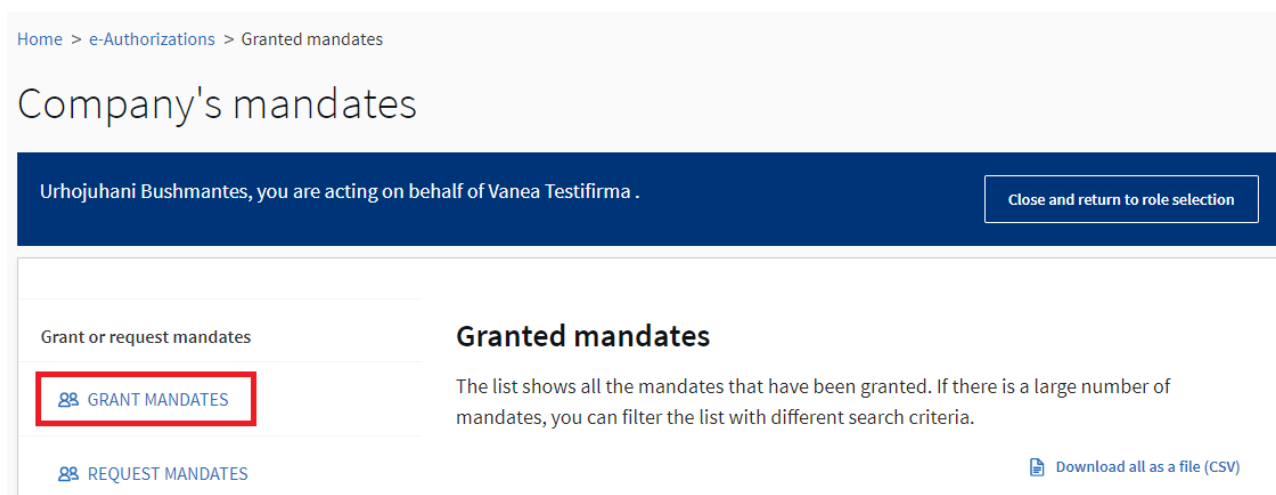 Home > e-Authorizations > Granted mandates
Company's mandates
Urhojuhani Bushmantes, you are acting on behalf of Vanea Testifirma .
Close and return to role selection
Grant or request mandates
GRANT MANDATES
REQUEST MANDATES
Granted mandates
The list shows all the mandates that have been granted. If there is a large number of
mandates, you can filter the list with different search criteria.
Download all as a file (CSV)